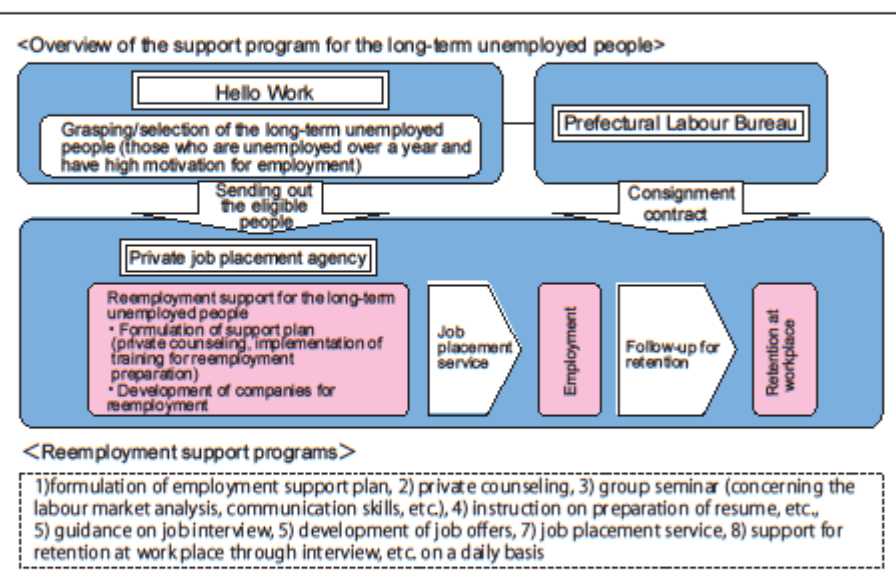 <Overview of the support program for the long-term unemployed people>
Hello Work
Grasping/selection of the long-term unemployed
people (those who are unemployed over a year and
have high motivation for employment)
Prefectural Labour Bureau
Sending out
the eligible
people
Consignment
contract
Private job placement agency
Reemployment support for the long-term
unemployed people
・Formulation of support plan
(private counseling, implementation of
training for reemployment
preparation)
・Development of companies for
reemployment
Job
placement
service
Employment
Follow-up for
retention
Retention at
workplace
<Reemployment support programs>
1)formulation of employment support plan, 2) private counseling, 3) group seminar (concerning the
labour market analysis, communication skills, etc.), 4) instruction on preparation of resume, etc.,
5) guidance on job interview, 5) development of job offers, 7) job placement service, 8) support for
retention at work place through interview, etc. on a daily basis